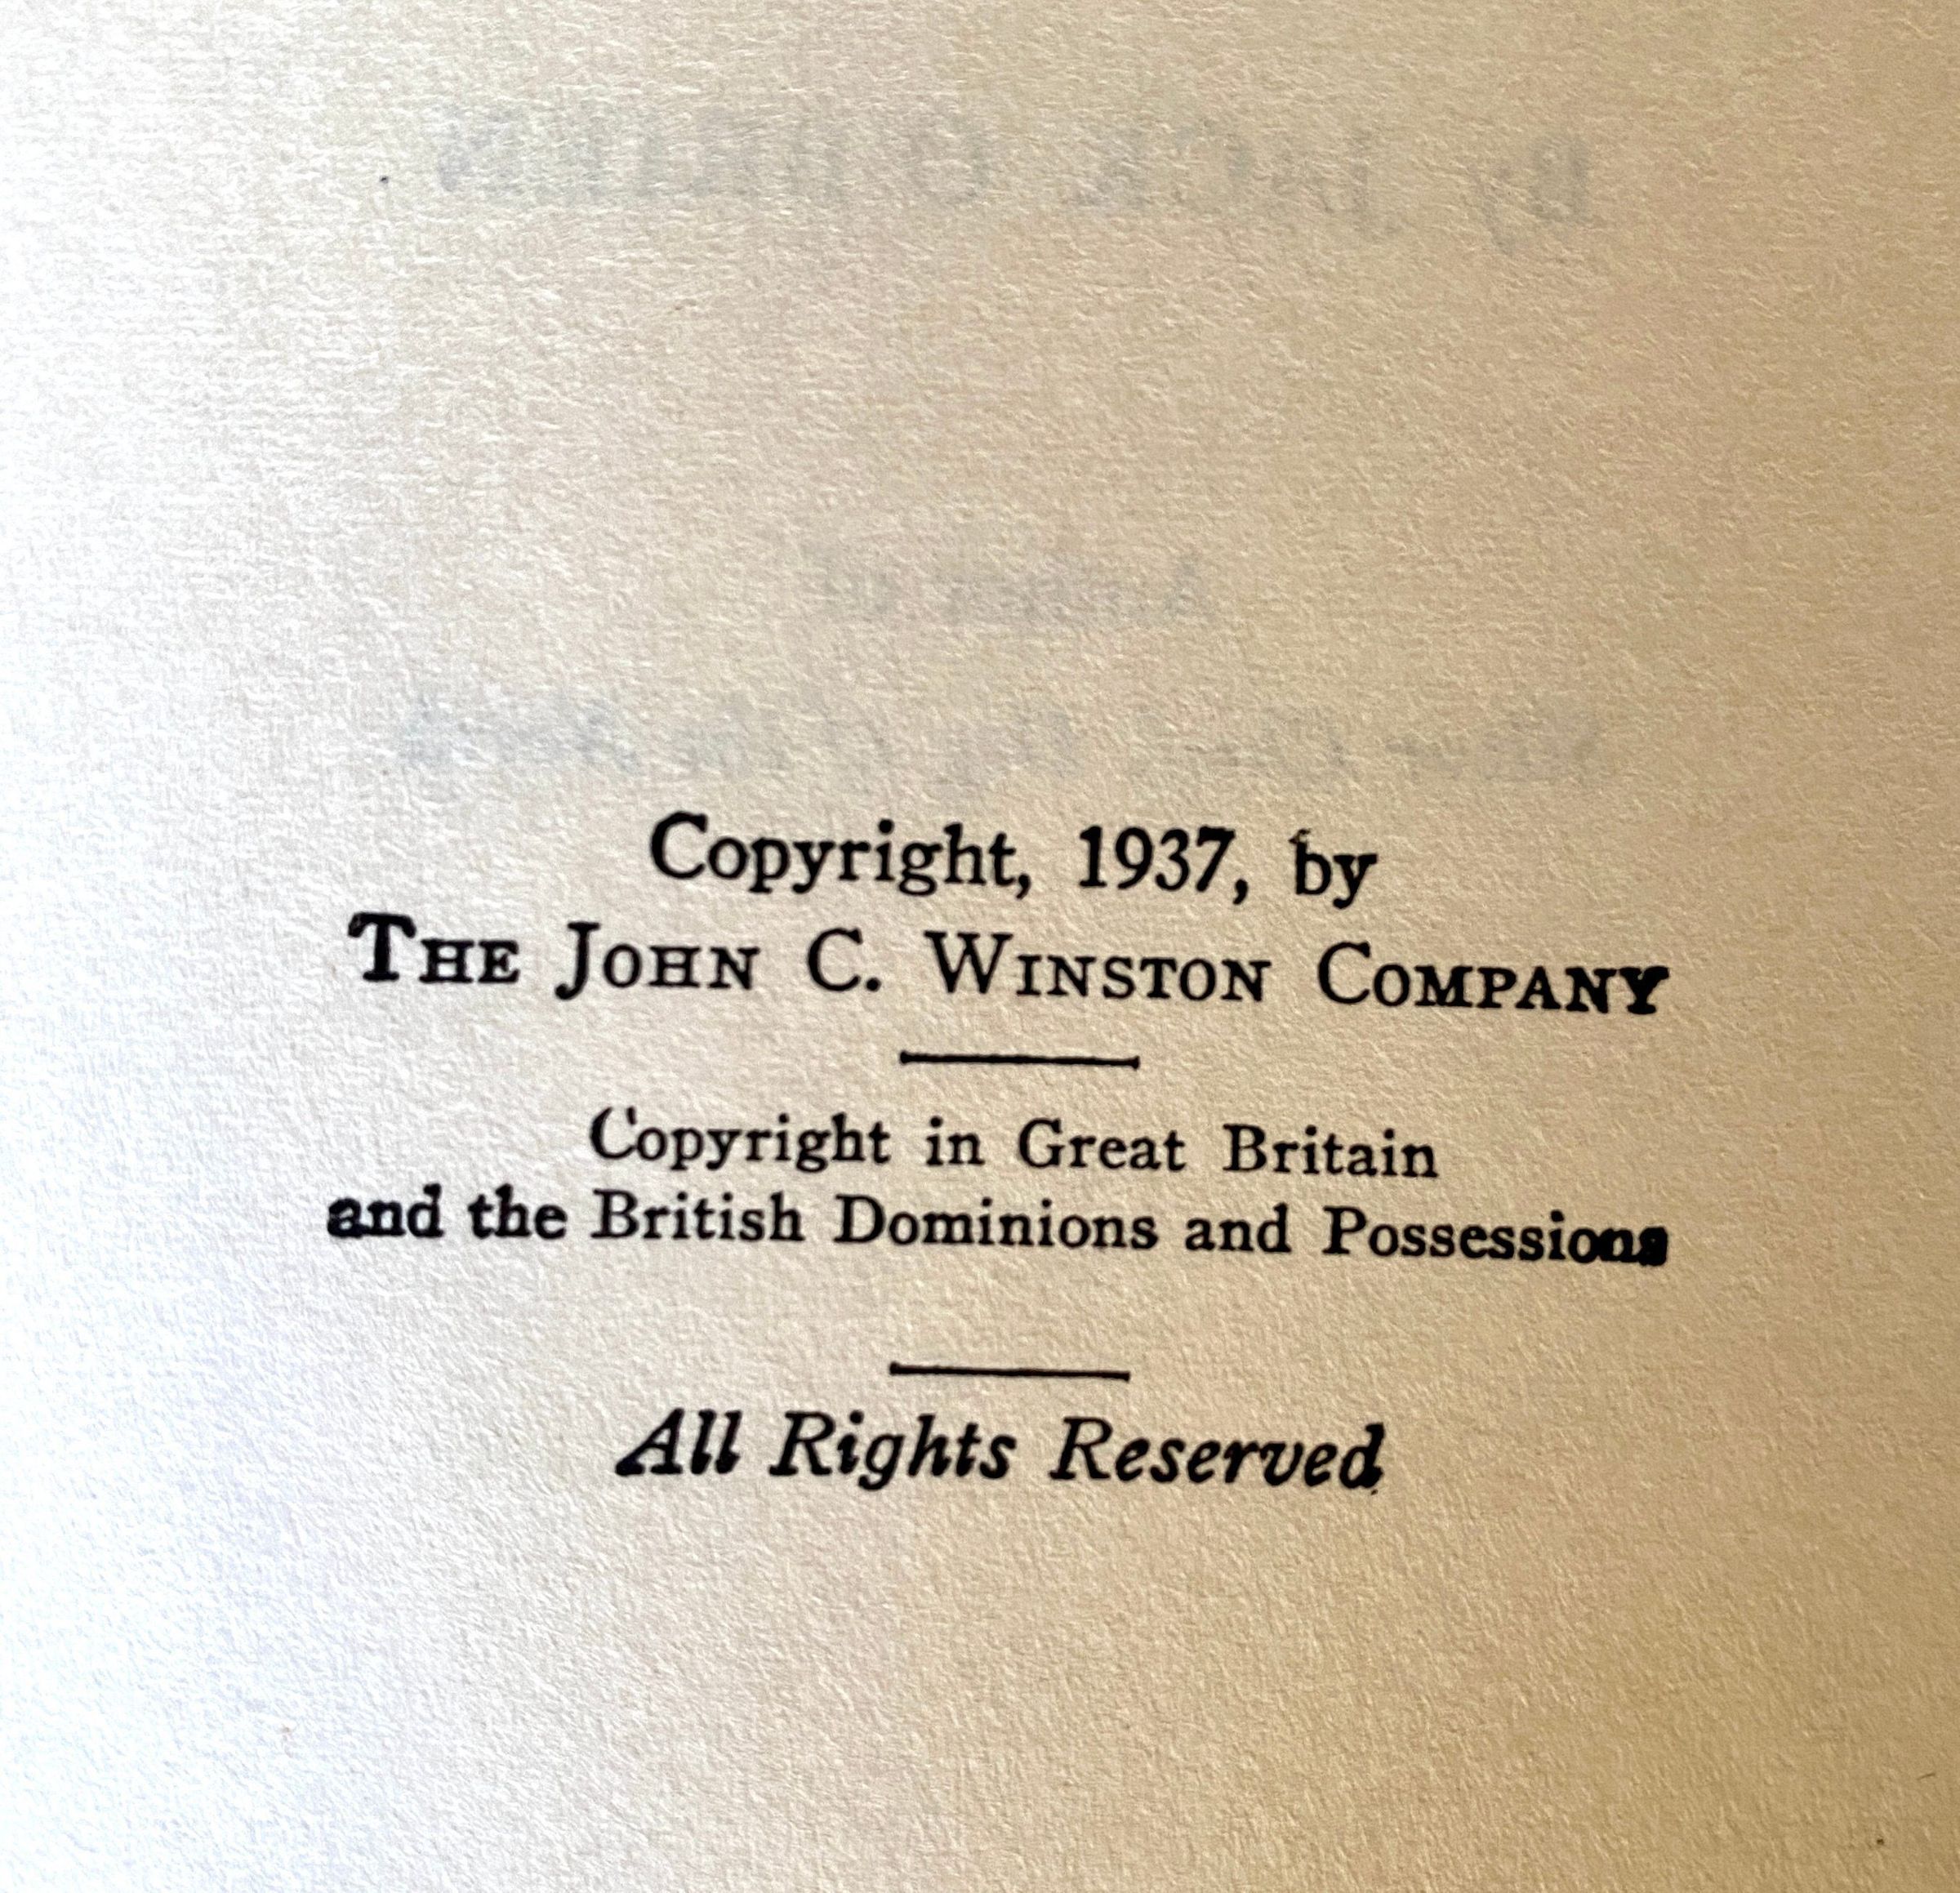 Copyright, 1937, by
THE JOHN C. WINSTON COMPANY
Copyright in Great Britain
and the British Dominions and Possessions
All Rights Reserved